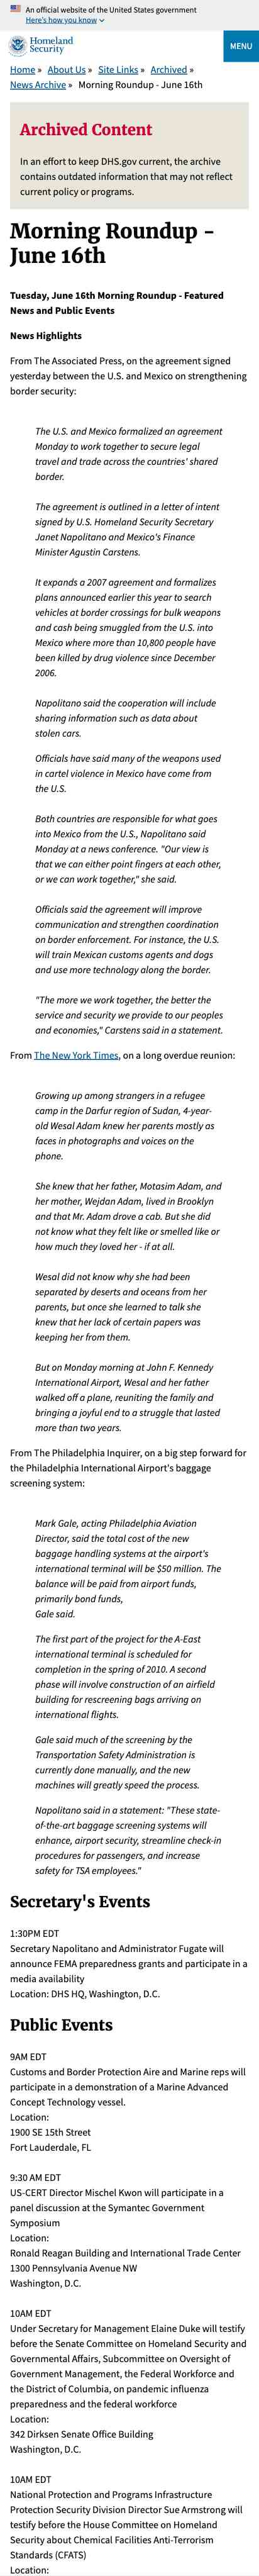 An official website of the United States government
Here's how you know
Homeland
Security
MENU
Home » About Us » Site Links » Archived »
News Archive » Morning Roundup - June 16th
Archived Content
In an effort to keep DHS.gov current, the archive
contains outdated information that may not reflect
current policy or programs.
Morning Roundup -
June 16th
Tuesday, June 16th Morning Roundup - Featured
News and Public Events
News Highlights
From The Associated Press, on the agreement signed
yesterday between the U.S. and Mexico on strengthening
border security:
The U.S. and Mexico formalized an agreement
Monday to work together to secure legal
travel and trade across the countries' shared
border.
The agreement is outlined in a letter of intent
signed by U.S. Homeland Security Secretary
Janet Napolitano and Mexico's Finance
Minister Agustin Carstens.
It expands a 2007 agreement and formalizes
plans announced earlier this year to search
vehicles at border crossings for bulk weapons
and cash being smuggled from the U.S. into
Mexico where more than 10,800 people have
been killed by drug violence since December
2006.
Napolitano said the cooperation will include
sharing information such as data about
stolen cars.
Officials have said many of the weapons used
in cartel violence in Mexico have come from
the U.S.
Both countries are responsible for what goes
into Mexico from the U.S., Napolitano said
Monday at a news conference. "Our view is
that we can either point fingers at each other,
or we can work together," she said.
Officials said the agreement will improve
communication and strengthen coordination
on border enforcement. For instance, the U.S.
will train Mexican customs agents and dogs
and use more technology along the border.
"The more we work together, the better the
service and security we provide to our peoples
and economies," Carstens said in a statement.
From The New York Times, on a long overdue reunion:
Growing up among strangers in a refugee
camp in the Darfur region of Sudan, 4-year-
old Wesal Adam knew her parents mostly as
faces in photographs and voices on the
phone.
She knew that her father, Motasim Adam, and
her mother, Wejdan Adam, lived in Brooklyn
and that Mr. Adam drove a cab. But she did
not know what they felt like or smelled like or
how much they loved her - if at all.
Wesal did not know why she had been
separated by deserts and oceans from her
parents, but once she learned to talk she
knew that her lack of certain papers was
keeping her from them.
But on Monday morning at John F. Kennedy
International Airport, Wesal and her father
walked off a plane, reuniting the family and
bringing a joyful end to a struggle that lasted
more than two years.
From The Philadelphia Inquirer, on a big step forward for
the Philadelphia International Airport's baggage
screening system:
Mark Gale, acting Philadelphia Aviation
Director, said the total cost of the new
baggage handling systems at the airport's
international terminal will be $50 million. The
balance will be paid from airport funds,
primarily bond funds,
Gale said.
The first part of the project for the A-East
international terminal is scheduled for
completion in the spring of 2010. A second
phase will involve construction of an airfield
building for rescreening bags arriving on
international flights.
Gale said much of the screening by the
Transportation Safety Administration is
currently done manually, and the new
machines will greatly speed the process.
Napolitano said in a statement: "These state-
of-the-art baggage screening systems will
enhance, airport security, streamline check-in
procedures for passengers, and increase
safety for TSA employees."
Secretary's Events
1:30PM EDT
Secretary Napolitano and Administrator Fugate will
announce FEMA preparedness grants and participate in a
media availability
Location: DHS HQ, Washington, D.C.
Public Events
9AM EDT
Customs and Border Protection Aire and Marine reps will
participate in a demonstration of a Marine Advanced
Concept Technology vessel.
Location:
1900 SE 15th Street
Fort Lauderdale, FL
9:30 AM EDT
US-CERT Director Mischel Kwon will participate in a
panel discussion at the Symantec Government
Symposium
Location:
Ronald Reagan Building and International Trade Center
1300 Pennsylvania Avenue NW
Washington, D.C.
10AM EDT
Under Secretary for Management Elaine Duke will testify
before the Senate Committee on Homeland Security and
Governmental Affairs, Subcommittee on Oversight of
Government Management, the Federal Workforce and
the District of Columbia, on pandemic influenza
preparedness and the federal workforce
Location:
342 Dirksen Senate Office Building
Washington, D.C.
10AM EDT
National Protection and Programs Infrastructure
Protection Security Division Director Sue Armstrong will
testify before the House Committee on Homeland
Security about Chemical Facilities Anti-Terrorism
Standards (CFATS)
Location: